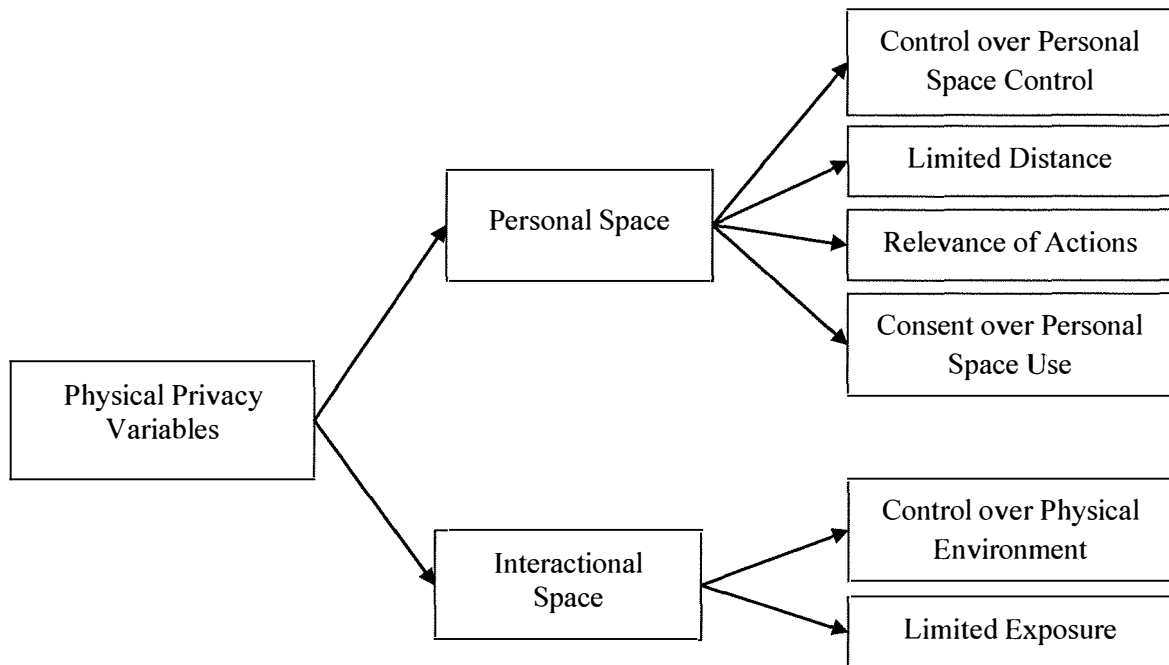 Control over Personal
Space Control
Limited Distance
Personal Space
Relevance of Actions
Consent over Personal
Space Use
Physical Privacy
Variables
Control over Physical
Environment
Interactional
Space
Limited Exposure